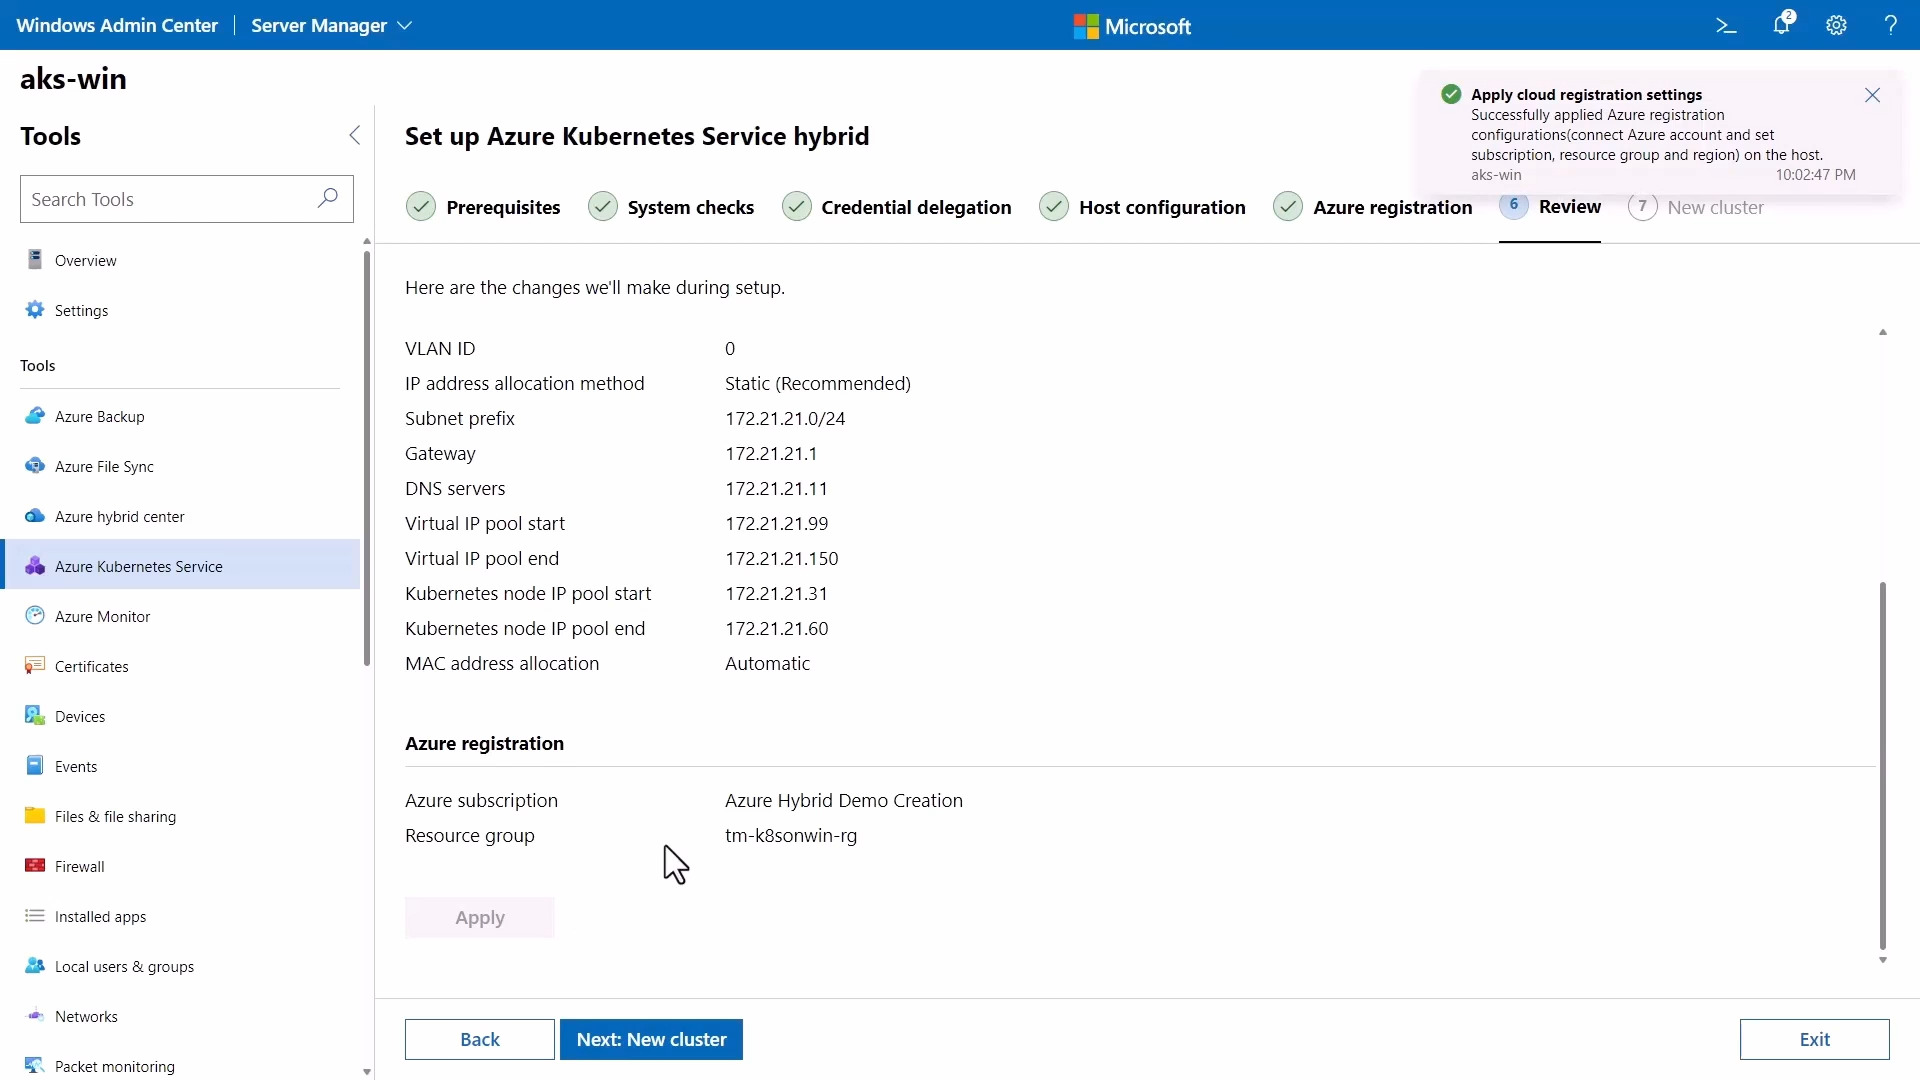 Windows Admin Center
Server Manager
Microsoft
2
?
aks-win
Tools
Search Tools
Overview
Settings
Tools
Azure Backup
Azure File Sync
Azure hybrid center
Azure Kubernetes Service
Azure Monitor
Certificates
Devices
Events
Files & file sharing
Firewall
Installed apps
Local users & groups
Networks
Packet monitoring
Set up Azure Kubernetes Service hybrid
Apply cloud registration settings
Successfully applied Azure registration
configurations(connect Azure account and set
subscription, resource group and region) on the host.
aks-win 10:02:47 PM
Prerequisites System checks Credential delegation Host configuration Azure registration 6 Review 7 New cluster
Here are the changes we'll make during setup.
VLAN ID 0
IP address allocation method Static (Recommended)
Subnet prefix 172.21.21.0/24
Gateway 172.21.21.1
DNS servers 172.21.21.11
Virtual IP pool start 172.21.21.99
Virtual IP pool end 172.21.21.150
Kubernetes node IP pool start 172.21.21.31
Kubernetes node IP pool end 172.21.21.60
MAC address allocation Automatic
Azure registration
Azure subscription Azure Hybrid Demo Creation
Resource group tm-k8sonwin-rg
Apply
Back
Next: New cluster
Exit